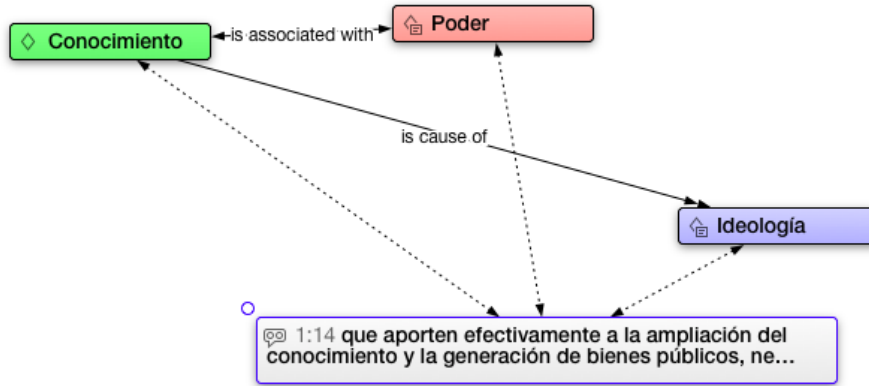 Poder
Conocimiento
is associated with
is cause of
Ideología
1:14 que aporten efectivamente a la ampliación del
conocimiento y la generación de bienes públicos, ne...